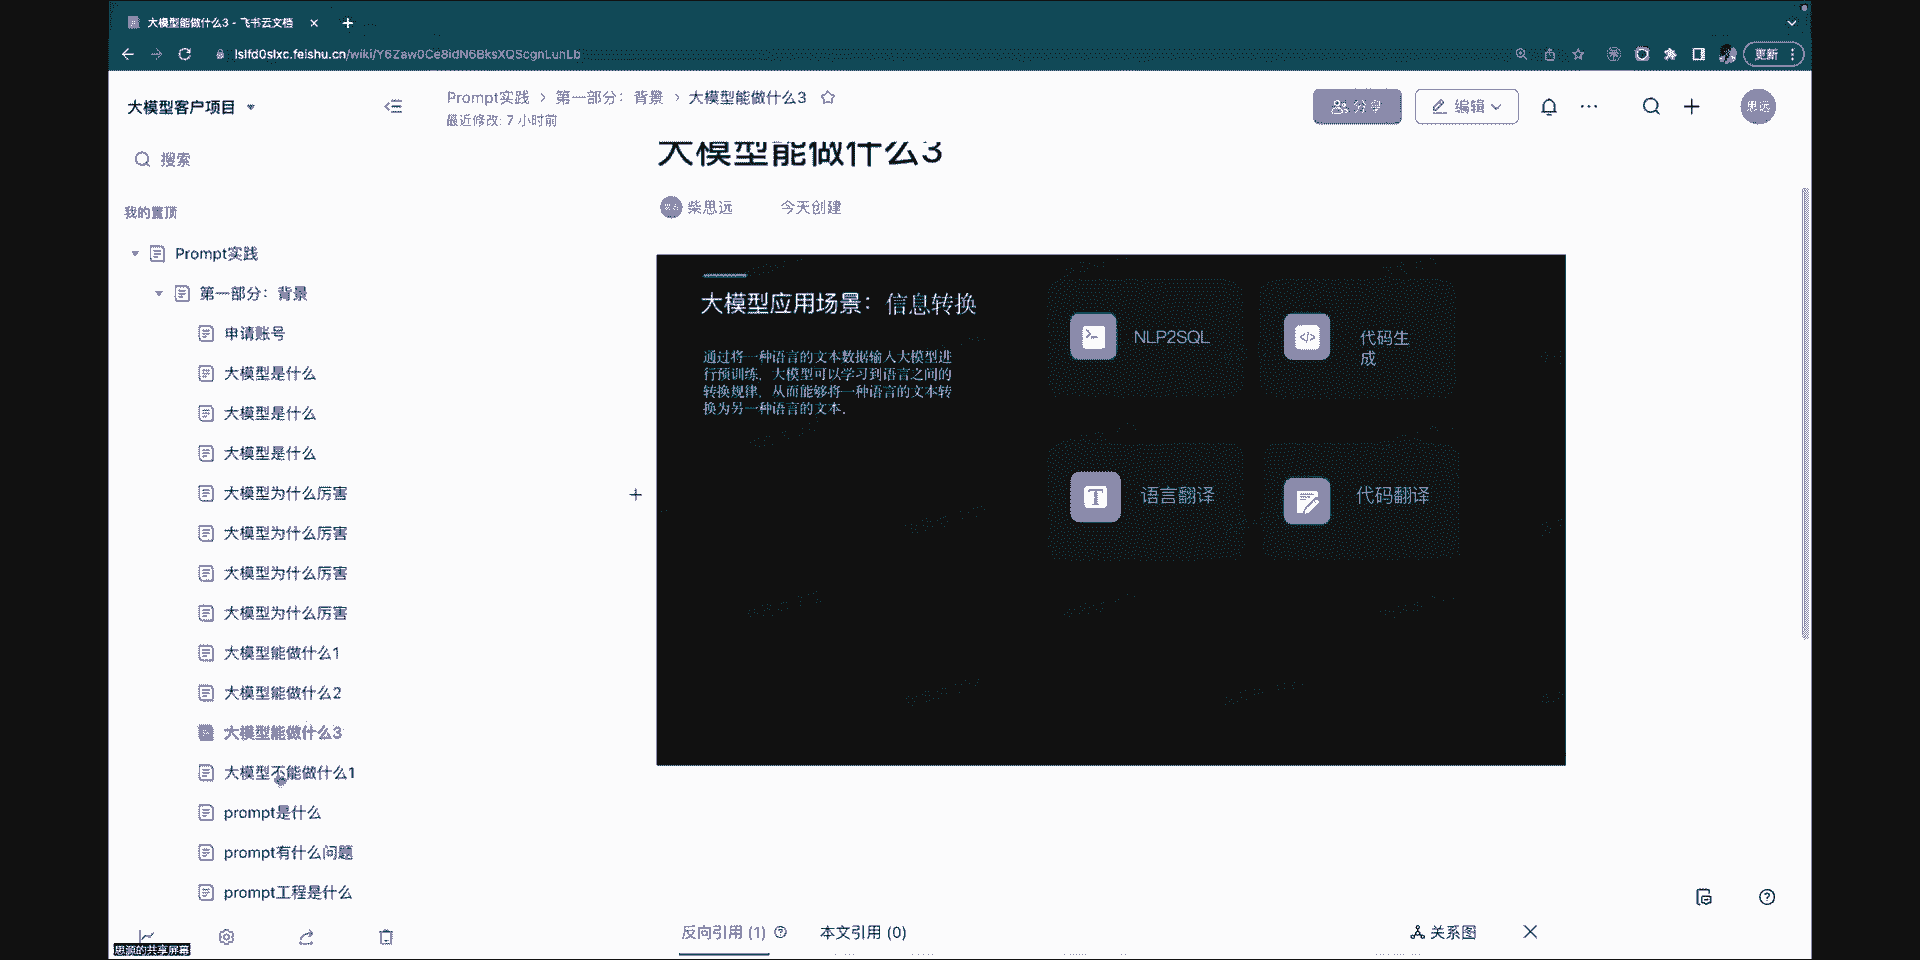 大模型能做什么3 - 飞书云文档
lslfd0slxc.feishu.cn/wiki/Y6Zaw0Ce8idN6BksXQScgnLunLb
更新
大模型客户项目
Prompt实践 > 第一部分：背景 > 大模型能做什么3
最近修改: 7 小时前
分享
编辑
思远
搜索
我的置顶
Prompt实践
第一部分：背景
申请账号
大模型是什么
大模型是什么
大模型是什么
大模型为什么厉害
大模型为什么厉害
大模型为什么厉害
大模型为什么厉害
大模型能做什么1
大模型能做什么2
大模型能做什么3
大模型不能做什么1
prompt是什么
prompt有什么问题
prompt工程是什么
思源的共享屏幕
大模型能做什么3
柴思远
今天创建
大模型应用场景：信息转换
通过将一种语言的文本数据输入大模型进
行预训练，大模型可以学习到语言之间的
转换规律，从而能够将一种语言的文本转
换为另一种语言的文本。
NLP2SQL
代码生
成
语言翻译
代码翻译
反向引用 (1)
本文引用 (0)
关系图